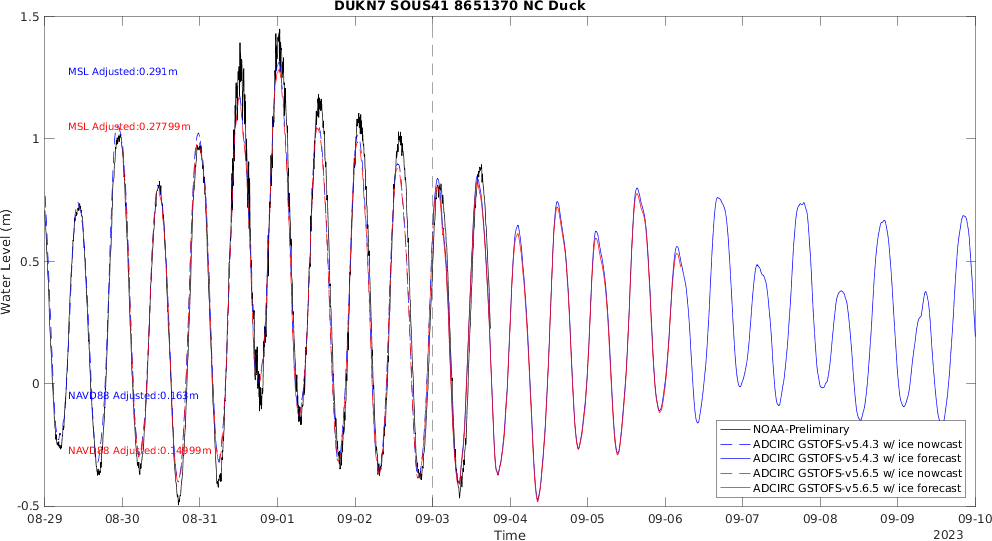 DUKN7 SOUS41 8651370 NC Duck
Water Level (m)
1.5
1
0.5
0
-0.5
MSL Adjusted:0.291m
MSL Adjusted:0.27799m
NAVD88 Adjusted:0.163m
NAVD88 Adjusted:0.14999m
NOAA-Preliminary
ADCIRC GSTOFS-v5.4.3 w/ ice nowcast
ADCIRC GSTOFS-v5.4.3 w/ ice forecast
ADCIRC GSTOFS-v5.6.5 w/ ice nowcast
ADCIRC GSTOFS-v5.6.5 w/ ice forecast
08-29 08-30 08-31 09-01 09-02 09-03 09-04 09-05 09-06 09-07 09-08 09-09 09-10
Time
2023